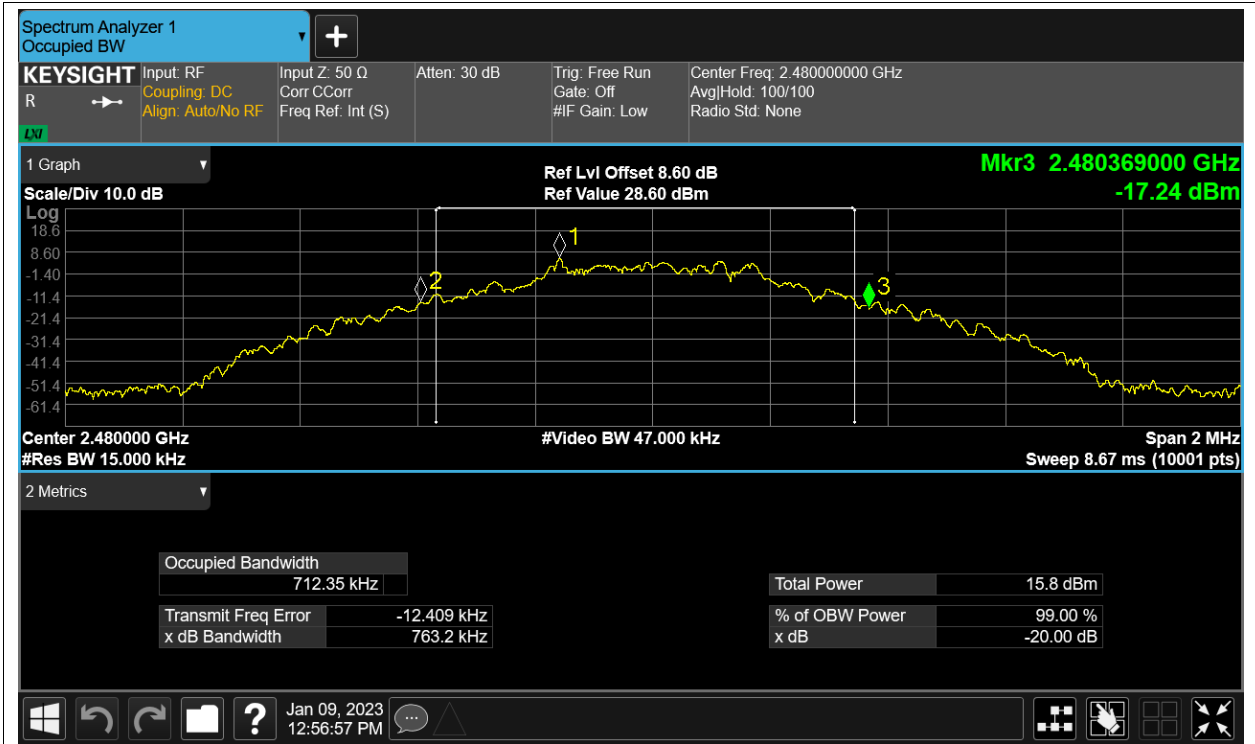 Spectrum Analyzer 1
Occupied BW
▼
+
KEYSIGHT
R
LXI
Input: RF
Coupling: DC
Align: Auto/No RF
Input Z: 50 Ω
Corr CCorr
Freq Ref: Int (S)
Atten: 30 dB
Trig: Free Run
Gate: Off
#IF Gain: Low
Center Freq: 2.480000000 GHz
Avg|Hold: 100/100
Radio Std: None
1 Graph ▼
Scale/Div 10.0 dB
Log
Ref Lvl Offset 8.60 dB
Ref Value 28.60 dBm
Mkr3 2.480369000 GHz
-17.24 dBm
18.6
8.60
-1.40
-11.4
-21.4
-31.4
-41.4
-51.4
-61.4
1
2
3
Center 2.480000 GHz
#Res BW 15.000 kHz
#Video BW 47.000 kHz
Span 2 MHz
Sweep 8.67 ms (10001 pts)
2 Metrics ▼
Occupied Bandwidth
712.35 kHz
Transmit Freq Error -12.409 kHz
x dB Bandwidth 763.2 kHz
Total Power 15.8 dBm
% of OBW Power 99.00 %
x dB -20.00 dB
?
Jan 09, 2023
12:56:57 PM